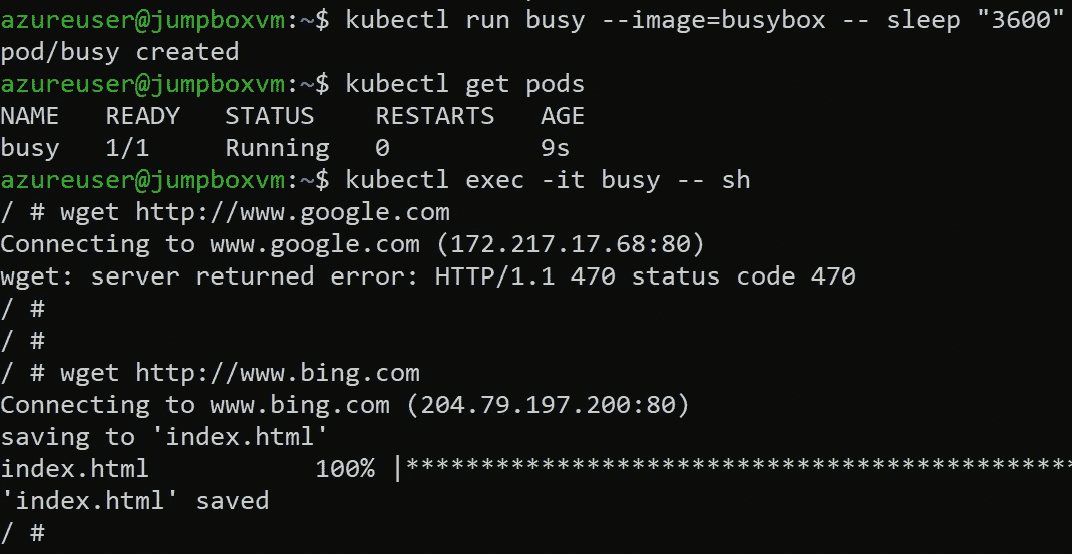 azureuser@jumpboxvm:~$ kubectl run busy --image=busybox -- sleep "3600"
pod/busy created
azureuser@jumpboxvm:~$ kubectl get pods
NAME   READY   STATUS    RESTARTS   AGE
busy   1/1     Running   0          9s
azureuser@jumpboxvm:~$ kubectl exec -it busy -- sh
/ # wget http://www.google.com
Connecting to www.google.com (172.217.17.68:80)
wget: server returned error: HTTP/1.1 470 status code 470
/ #
/ #
/ # wget http://www.bing.com
Connecting to www.bing.com (204.79.197.200:80)
saving to 'index.html'
index.html           100% |*********************************************
'index.html' saved
/ #